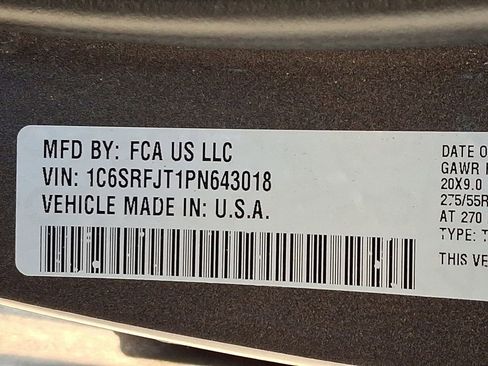 MFD BY: FCA US LLC
VIN: 1C6SRFJT1PN643018
VEHICLE MADE IN: U.S.A.
DATE O
GAWR
20X9.0
275/55R
AT 270
TYPE: T
THIS VE